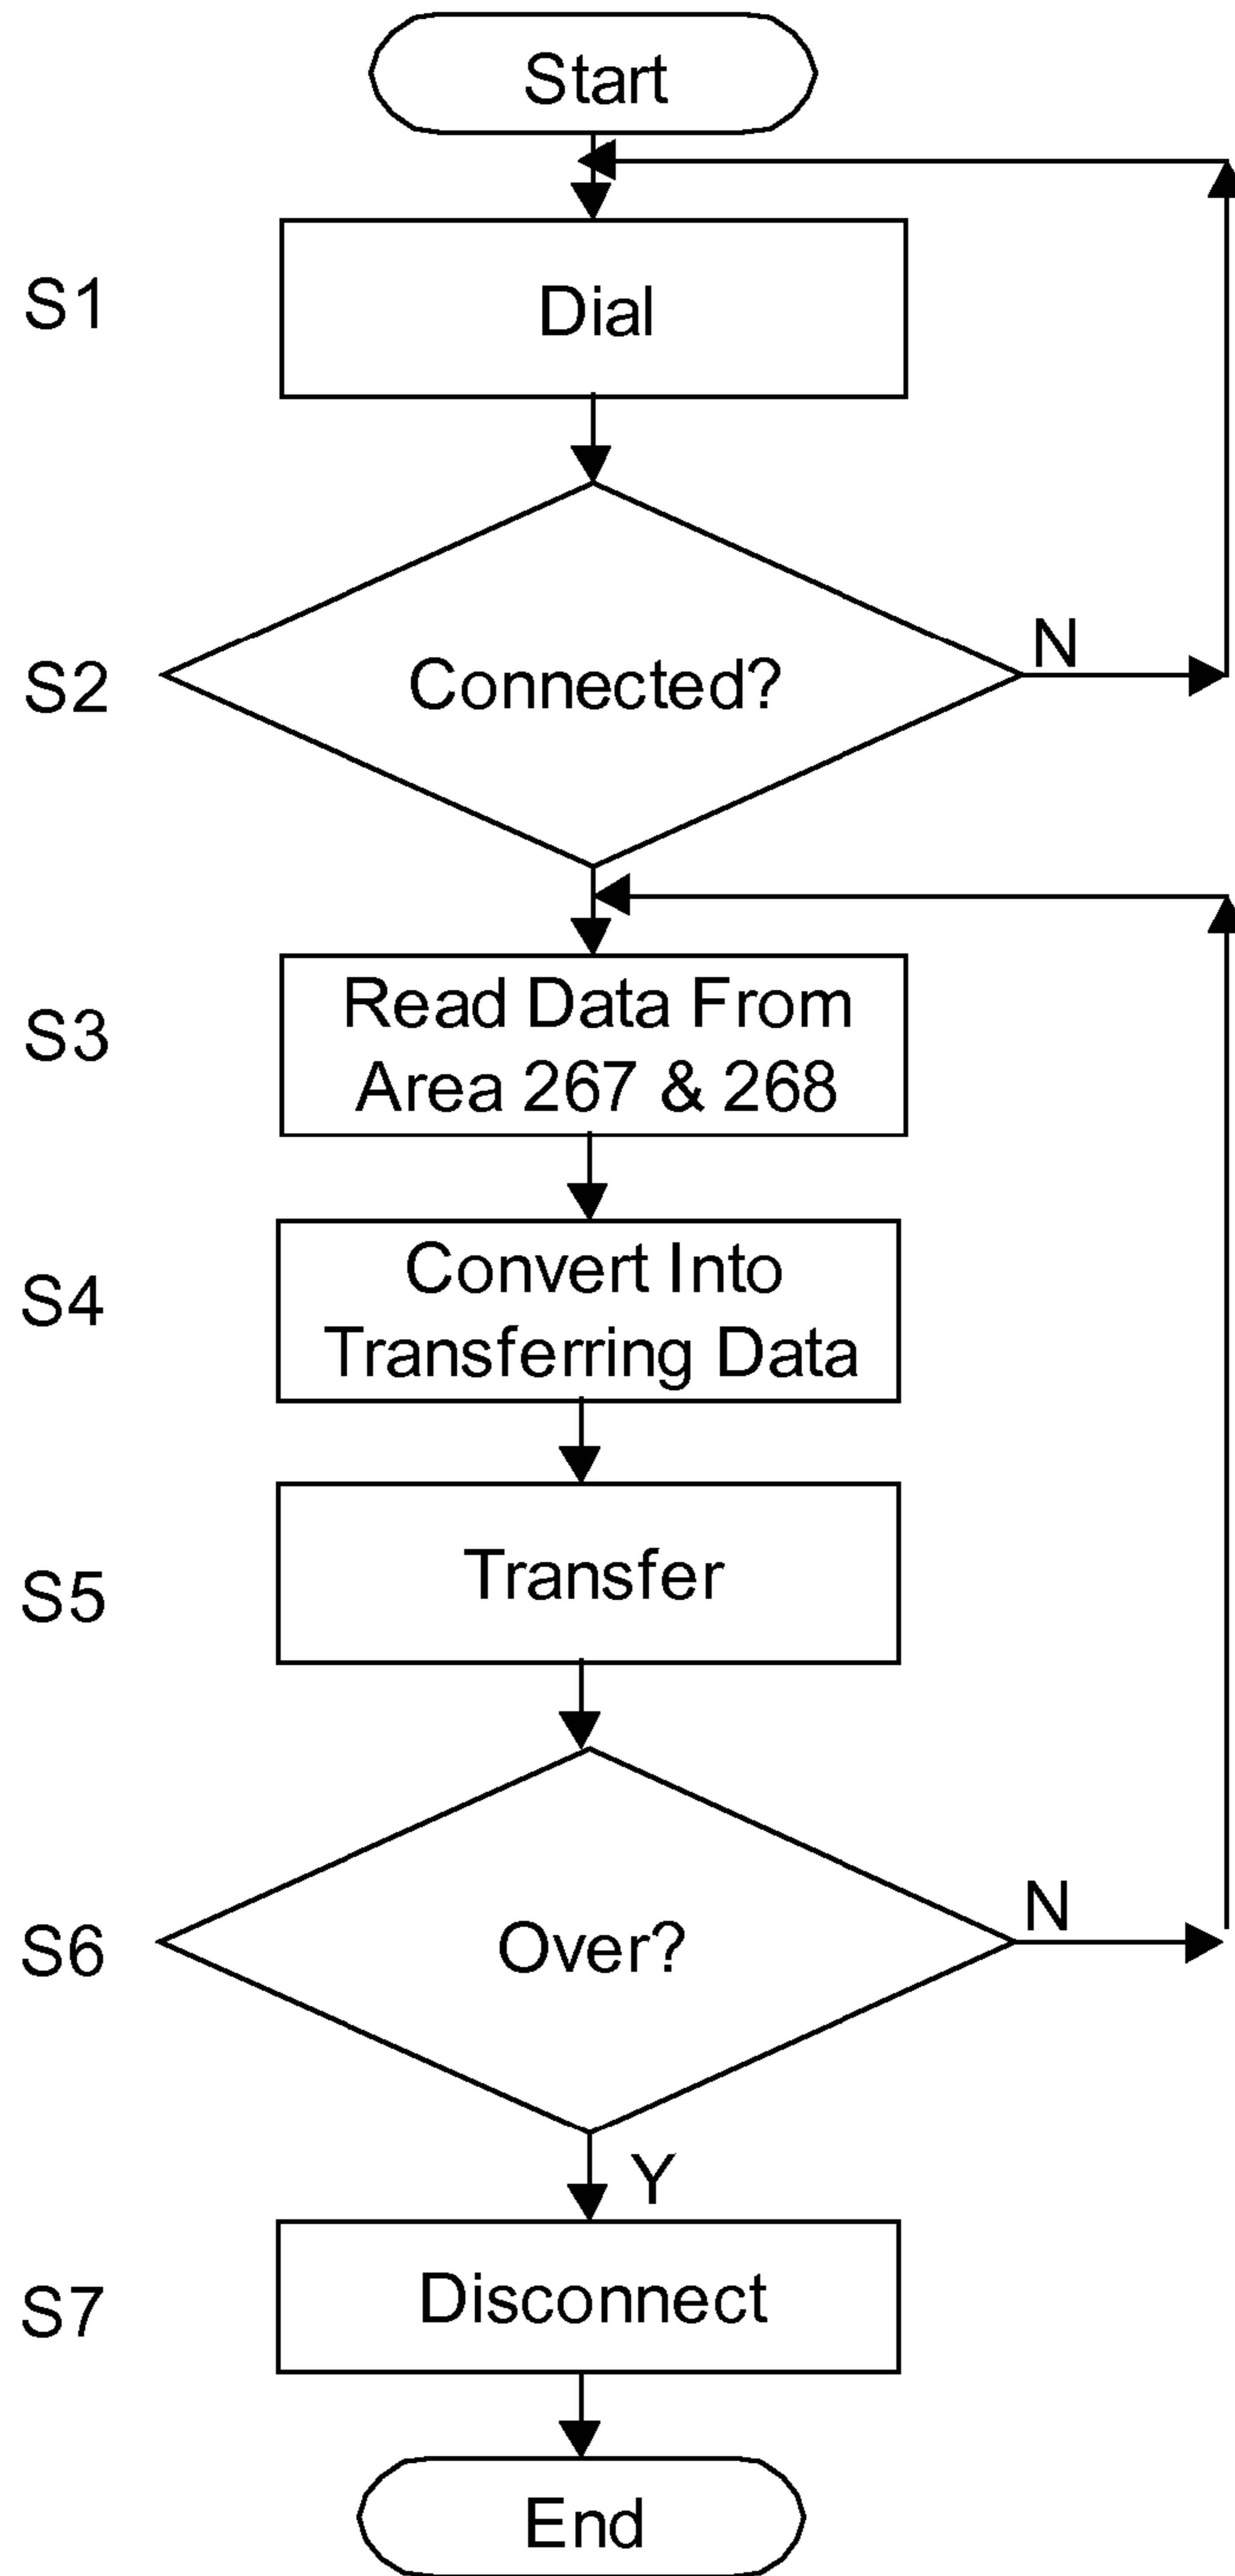 Start
S1
Dial
S2
Connected?
N
S3
Read Data From
Area 267 & 268
S4
Convert Into
Transferring Data
S5
Transfer
S6
Over?
N
Y
S7
Disconnect
End